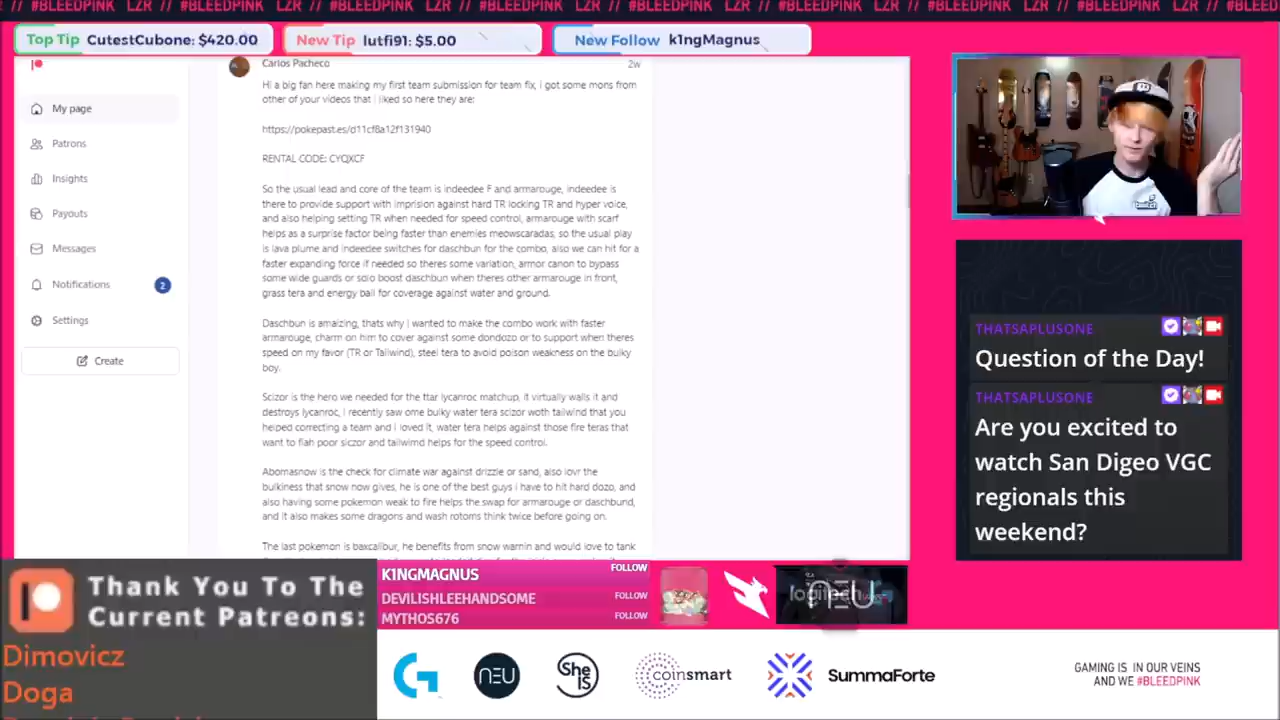 // #BLEEDPINK LZR // #BLEEDPINK LZR // #BLEEDPINK LZR // #BLEEDPINK LZR // #BLEEDPINK LZR // #BLEEDPINK LZR // #BLEEDPINK LZR // #BLEEDPINK LZR // #BLEED
Top Tip CutestCubone: $420.00
New Tip lutfi91: $5.00
New Follow k1ngMagnus
My page
Patrons
Insights
Payouts
Messages
Notifications 2
Settings
Create
Carlos Pacheco 2w
Hi a big fan here making my first team submission for team fix, i got some mons from
other of your videos that i liked so here they are:
https://pokepast.es/d11cf8a12f131940
RENTAL CODE: CYQXCF
So the usual lead and core of the team is indeedee F and armarouge, indeedee is
there to provide support with imprision against hard TR locking TR and hyper voice,
and also helping setting TR when needed for speed control, armarouge with scarf
helps as a surprise factor being faster than enemies meowscaradas, so the usual play
is lava plume and indeedee switches for daschbun for the combo, also we can hit for a
faster expanding force if needed so theres some variation, armor canon to bypass
some wide guards or solo boost daschbun when theres other armarouge in front,
grass tera and energy ball for coverage against water and ground.
Daschbun is amaizing, thats why i wanted to make the combo work with faster
armarouge, charm on him to cover against some dondozo or to support when theres
speed on my favor (TR or Tailwind), steel tera to avoid poison weakness on the bulky
boy.
Scizor is the hero we needed for the ttar lycanroc matchup, it virtually walls it and
destroys lycanroc, i recently saw ome bulky water tera scizor woth tailwind that you
helped correcting a team and i loved it, water tera helps against those fire teras that
want to flah poor siczor and tailwimd helps for the speed control.
Abomasnow is the check for climate war against drizzle or sand, also lovr the
bulkiness that snow now gives, he is one of the best guys i have to hit hard dozo, and
also having some pokemon weak to fire helps the swap for armarouge or daschbund,
and it also makes some dragons and wash rotoms think twice before going on.
The last pokemon is baxcalibur, he benefits from snow warnin and would love to tank
THATSAPLUSONE
Question of the Day!
THATSAPLUSONE
Are you excited to
watch San Digeo VGC
regionals this
weekend?
Thank You To The
Current Patreons:
Dimovicz
Doga
FOLLOW
K1NGMAGNUS
DEVILISHLEEHANDSOME FOLLOW
MYTHOS676 FOLLOW
logitech
NEU
G
NEU
She IS
coinsmart
SummaForte
GAMING IS IN OUR VEINS
AND WE #BLEEDPINK